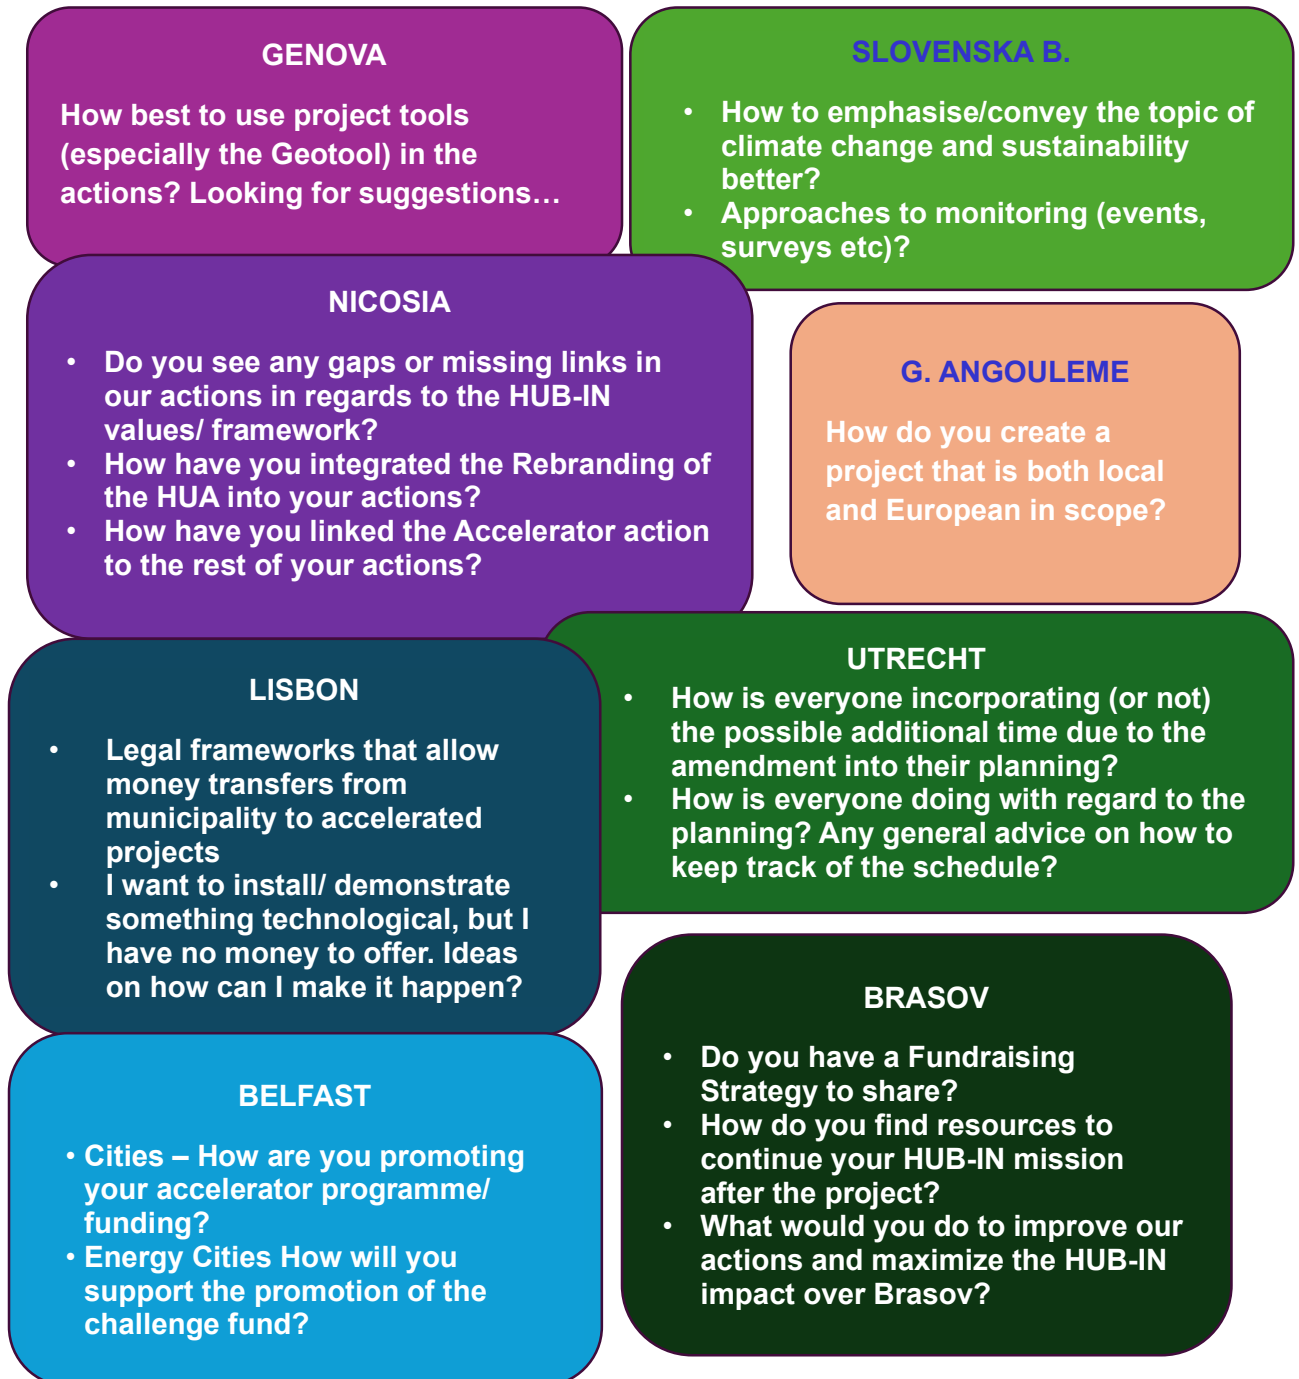 GENOVA
How best to use project tools
(especially the Geotool) in the
actions? Looking for suggestions…
SLOVENSKA B.
• How to emphasise/convey the topic of
climate change and sustainability
better?
• Approaches to monitoring (events,
surveys etc)?
NICOSIA
• Do you see any gaps or missing links in
our actions in regards to the HUB-IN
values/ framework?
• How have you integrated the Rebranding of
the HUA into your actions?
• How have you linked the Accelerator action
to the rest of your actions?
G. ANGOULEME
How do you create a
project that is both local
and European in scope?
LISBON
• Legal frameworks that allow
money transfers from
municipality to accelerated
projects
• I want to install/ demonstrate
something technological, but I
have no money to offer. Ideas
on how can I make it happen?
UTRECHT
• How is everyone incorporating (or not)
the possible additional time due to the
amendment into their planning?
• How is everyone doing with regard to the
planning? Any general advice on how to
keep track of the schedule?
BELFAST
• Cities – How are you promoting
your accelerator programme/
funding?
• Energy Cities How will you
support the promotion of the
challenge fund?
BRASOV
• Do you have a Fundraising
Strategy to share?
• How do you find resources to
continue your HUB-IN mission
after the project?
• What would you do to improve our
actions and maximize the HUB-IN
impact over Brasov?